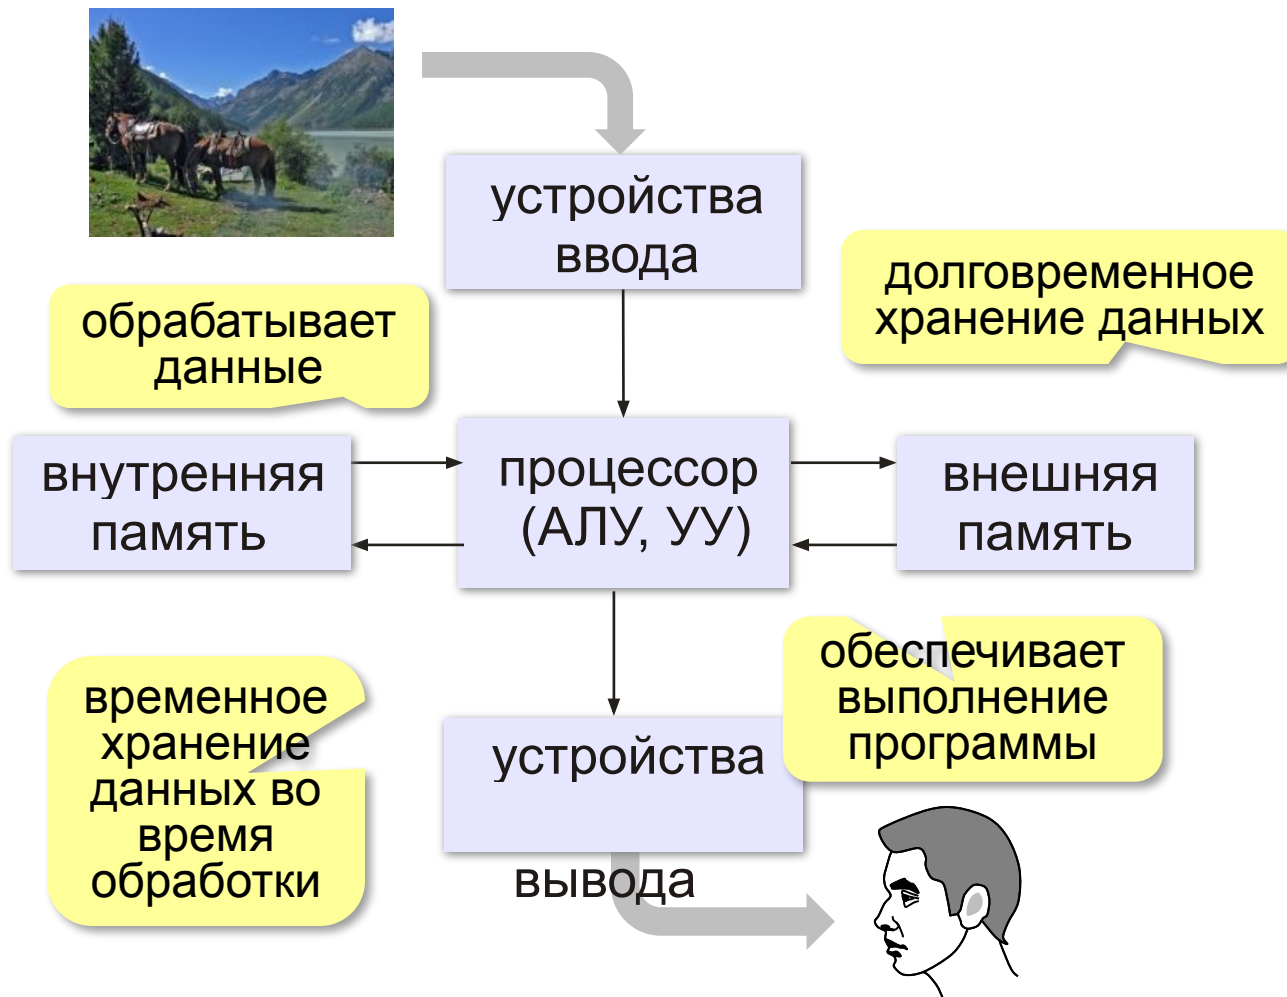 устройства
ввода
долговременное
хранение данных
обрабатывает
данные
внутренняя
память
процессор
(АЛУ, УУ)
внешняя
память
обеспечивает
выполнение
программы
временное
хранение
данных во
время
обработки
устройства
вывода